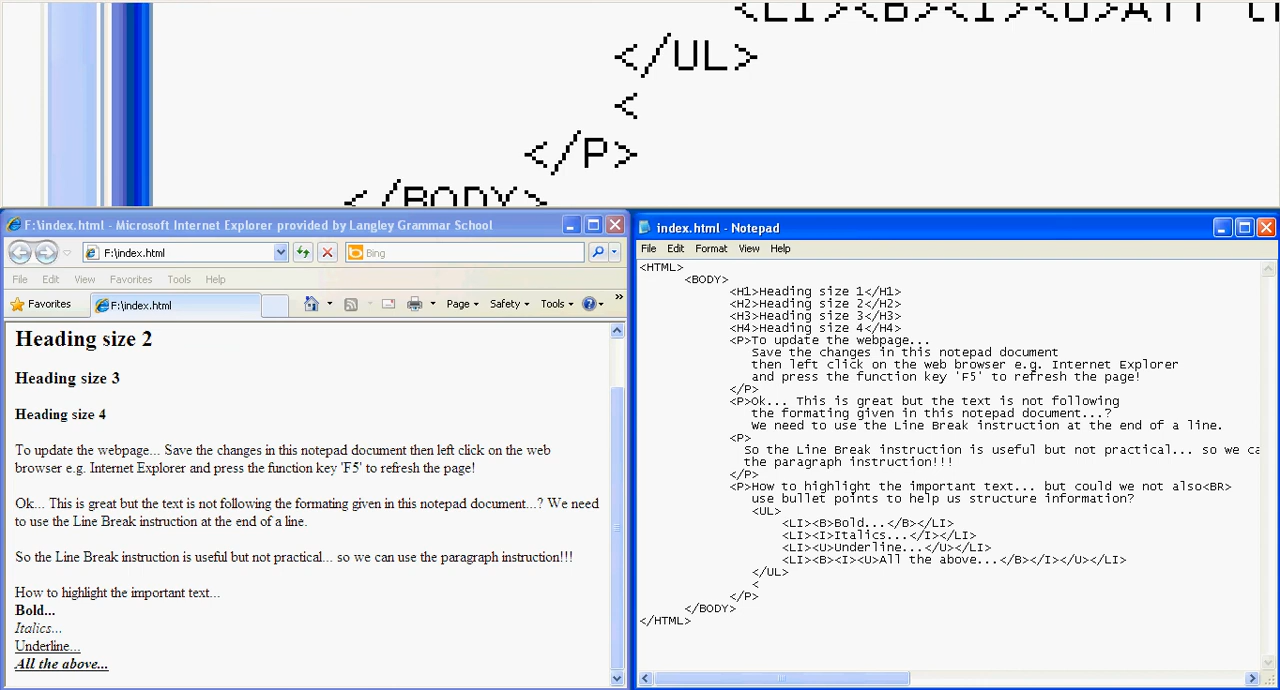 <LI><B><I><U>All t
</UL>
<
</P>
</BODY>
F:\index.html - Microsoft Internet Explorer provided by Langley Grammar School
F:\index.html
Bing
File Edit View Favorites Tools Help
Favorites
F:\index.html
Page
Safety
Tools
»
Heading size 2
Heading size 3
Heading size 4
To update the webpage... Save the changes in this notepad document then left click on the web
browser e.g. Internet Explorer and press the function key 'F5' to refresh the page!
Ok... This is great but the text is not following the formating given in this notepad document...? We need
to use the Line Break instruction at the end of a line.
So the Line Break instruction is useful but not practical... so we can use the paragraph instruction!!!
How to highlight the important text...
Bold...
Italics...
Underline...
All the above...
index.html - Notepad
File Edit Format View Help
<HTML>
<BODY>
<H1>Heading size 1</H1>
<H2>Heading size 2</H2>
<H3>Heading size 3</H3>
<H4>Heading size 4</H4>
<P>To update the webpage...
Save the changes in this notepad document
then left click on the web browser e.g. Internet Explorer
and press the function key 'F5' to refresh the page!
</P>
<P>Ok... This is great but the text is not following
the formating given in this notepad document...?
We need to use the Line Break instruction at the end of a line.
<P>
So the Line Break instruction is useful but not practical... so we ca
the paragraph instruction!!!
</P>
<P>How to highlight the important text... but could we not also<BR>
use bullet points to help us structure information?
<UL>
<LI><B>Bold...</B></LI>
<LI><I>Italics...</I></LI>
<LI><U>Underline...</U></LI>
<LI><B><I><U>All the above...</B></I></U></LI>
</UL>
<
</P>
</BODY>
</HTML>